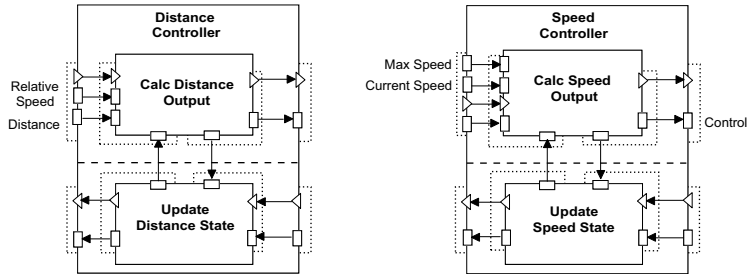 Distance
Controller
Relative
Speed
Distance
Calc Distance
Output
Update
Distance State
Speed
Controller
Max Speed
Current Speed
Calc Speed
Output
Control
Update
Speed State